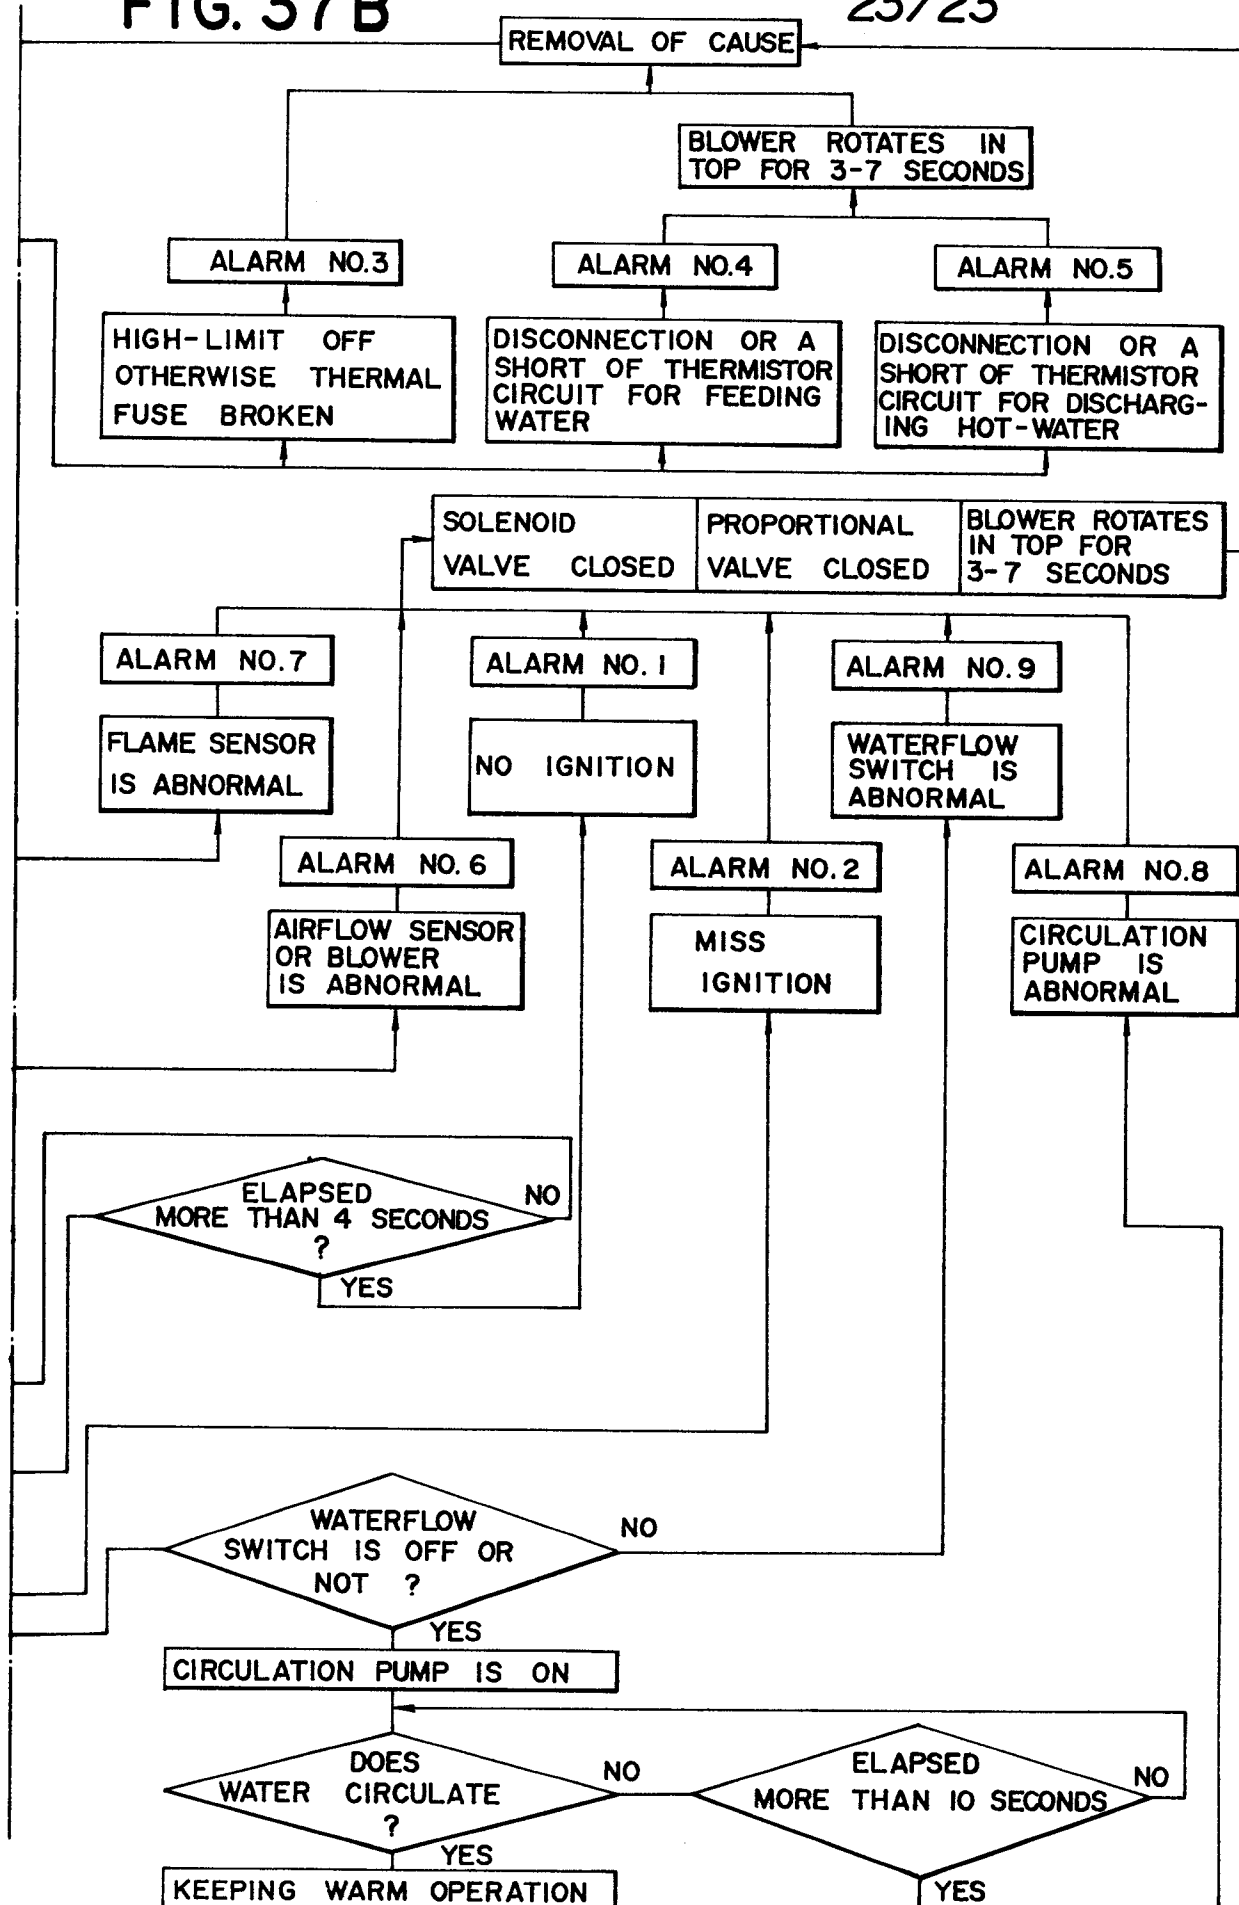 FIG. 37B
23/23
REMOVAL OF CAUSE
BLOWER ROTATES IN
TOP FOR 3-7 SECONDS
ALARM NO.3
ALARM NO.4
ALARM NO.5
HIGH-LIMIT OFF
OTHERWISE THERMAL
FUSE BROKEN
DISCONNECTION OR A
SHORT OF THERMISTOR
CIRCUIT FOR FEEDING
WATER
DISCONNECTION OR A
SHORT OF THERMISTOR
CIRCUIT FOR DISCHARG-
ING HOT-WATER
SOLENOID
VALVE CLOSED
PROPORTIONAL
VALVE CLOSED
BLOWER ROTATES
IN TOP FOR
3-7 SECONDS
ALARM NO.7
ALARM NO.1
ALARM NO.9
FLAME SENSOR
IS ABNORMAL
NO IGNITION
WATERFLOW
SWITCH IS
ABNORMAL
ALARM NO.6
ALARM NO.2
ALARM NO.8
AIRFLOW SENSOR
OR BLOWER
IS ABNORMAL
MISS
IGNITION
CIRCULATION
PUMP IS
ABNORMAL
ELAPSED
MORE THAN 4 SECONDS
?
NO
YES
WATERFLOW
SWITCH IS OFF OR
NOT ?
NO
YES
CIRCULATION PUMP IS ON
DOES
WATER CIRCULATE
?
NO
YES
ELAPSED
MORE THAN 10 SECONDS
NO
YES
KEEPING WARM OPERATION